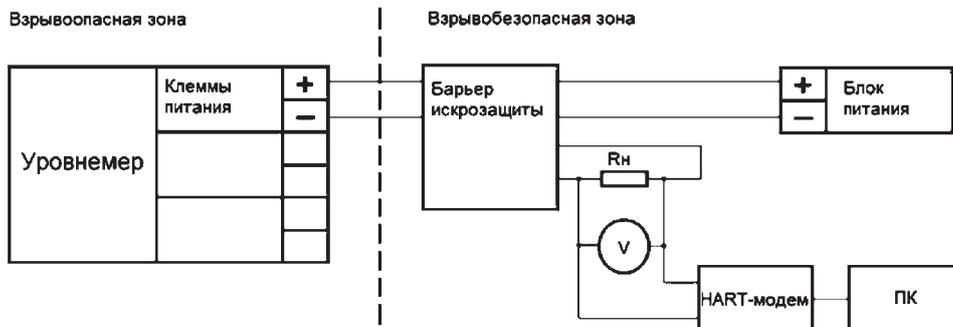 Взрывоопасная зона
Взрывобезопасная зона
Уровнемер
Клеммы
питания
+
−
Барьер
искрозащиты
+
−
Блок
питания
Rн
V
HART-модем
ПК